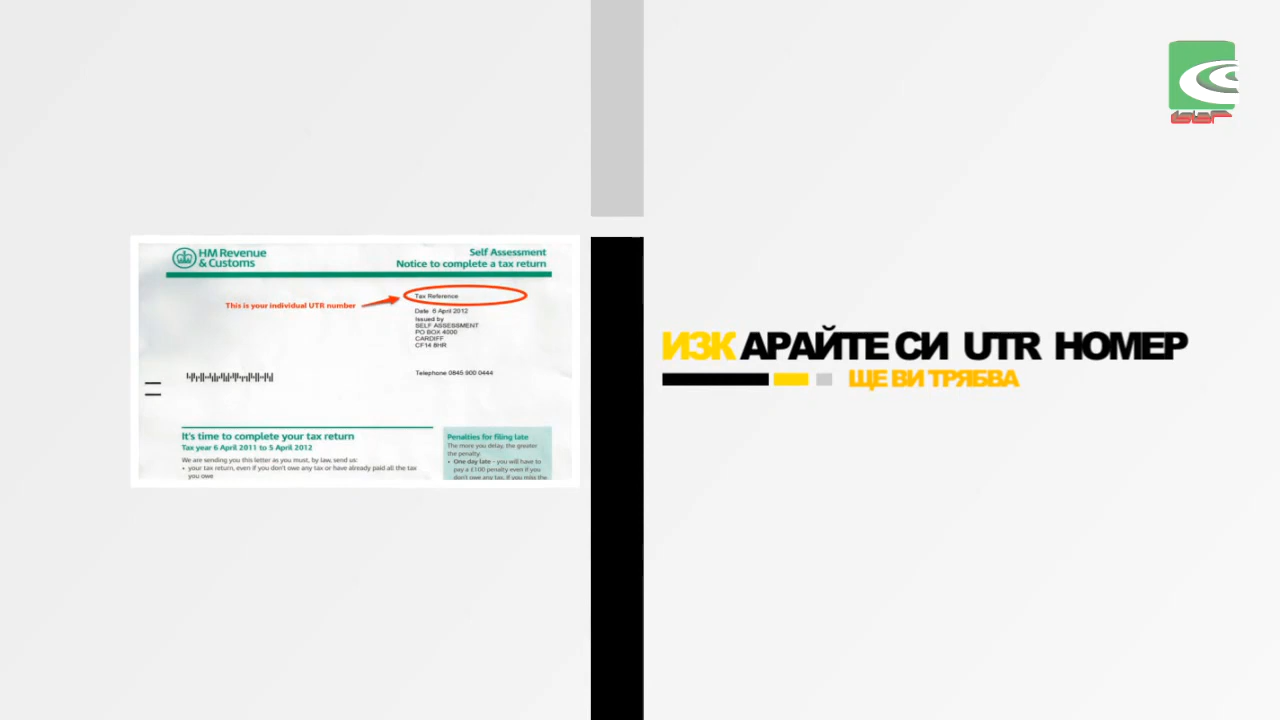 HM Revenue
& Customs
Self Assessment
Notice to complete a tax return
This is your individual UTR number
Tax Reference
Date 6 April 2012
Issued by
SELF ASSESSMENT
PO BOX 4000
CARDIFF
CF14 8HR
Telephone 0845 900 0444
It's time to complete your tax return
Tax year 6 April 2011 to 5 April 2012
We are sending you this letter as you must, by law, send us:
• your tax return, even if you don't owe any tax or have already paid all the tax
you owe
Penalties for filing late
The more you delay, the greater
the penalty.
• One day late – you will have to
pay a £100 penalty even if you
don't owe any tax. If you miss the
ИЗКАРАЙТЕ СИ UTR НОМЕР
ЩЕ ВИ ТРЯБВА